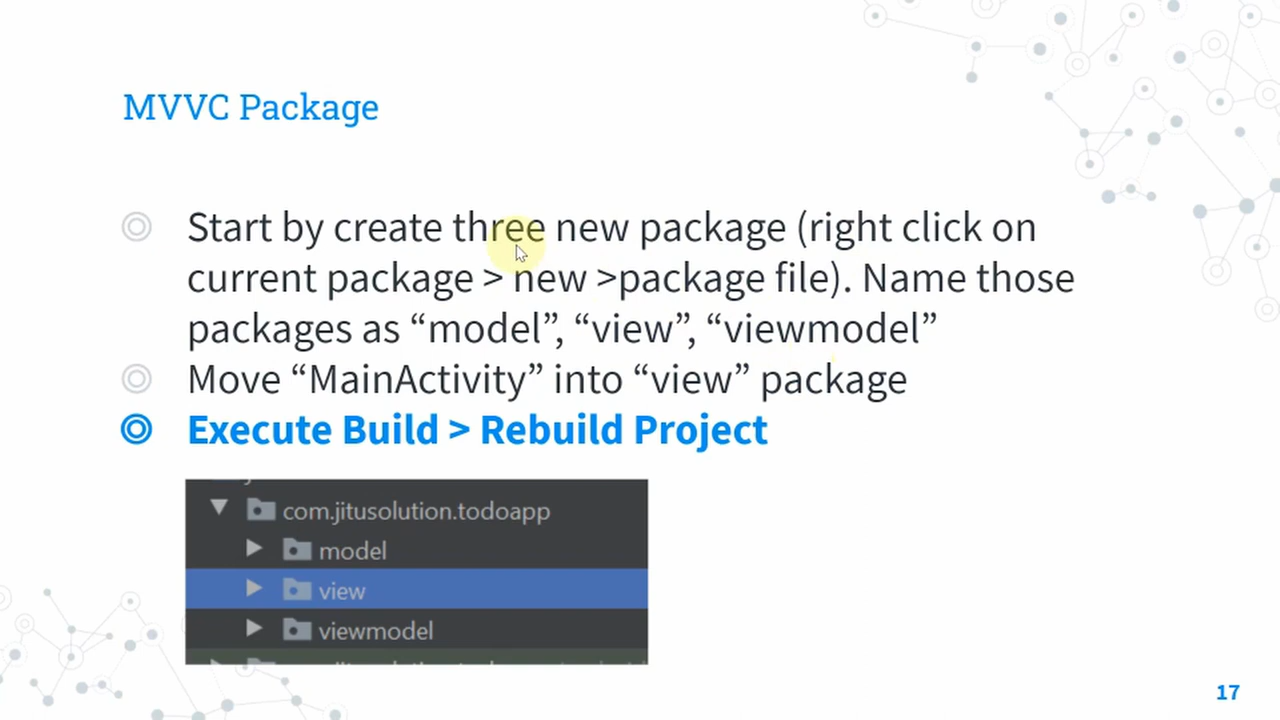 MVVC Package
Start by create three new package (right click on
current package > new >package file). Name those
packages as “model”, “view”, “viewmodel”
Move “MainActivity” into “view” package
Execute Build > Rebuild Project
com.jitusolution.todoapp
model
view
viewmodel
17